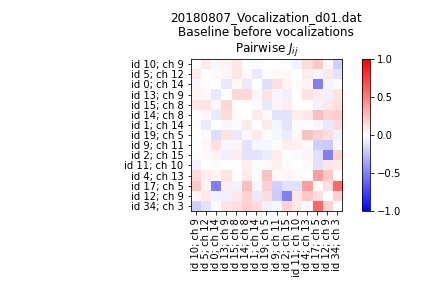 20180807_Vocalization_d01.dat
Baseline before vocalizations
Pairwise J_ij
id 10; ch 9
id 5; ch 12
id 0; ch 14
id 13; ch 9
id 15; ch 8
id 14; ch 8
id 1; ch 14
id 19; ch 5
id 9; ch 11
id 2; ch 15
id 11; ch 10
id 4; ch 13
id 17; ch 5
id 12; ch 9
id 34; ch 3
1.0
0.5
0.0
−0.5
−1.0
id 10; ch 9
id 5; ch 12
id 0; ch 14
id 13; ch 9
id 15; ch 8
id 14; ch 8
id 1; ch 14
id 19; ch 5
id 9; ch 11
id 2; ch 15
id 11; ch 10
id 4; ch 13
id 17; ch 5
id 12; ch 9
id 34; ch 3